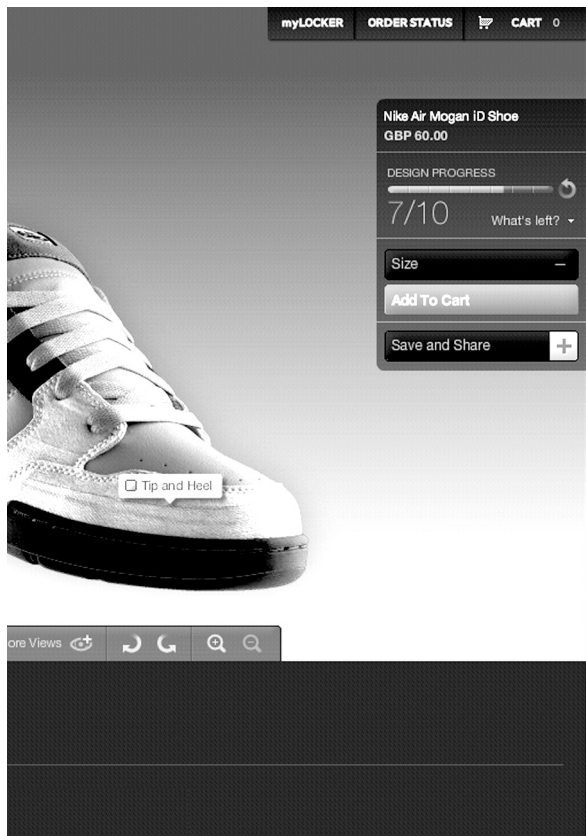 myLOCKER
ORDER STATUS
CART 0
Nike Air Mogan iD Shoe
GBP 60.00
DESIGN PROGRESS
7/10
What's left?
Size
Add To Cart
Save and Share
Tip and Heel
ore Views